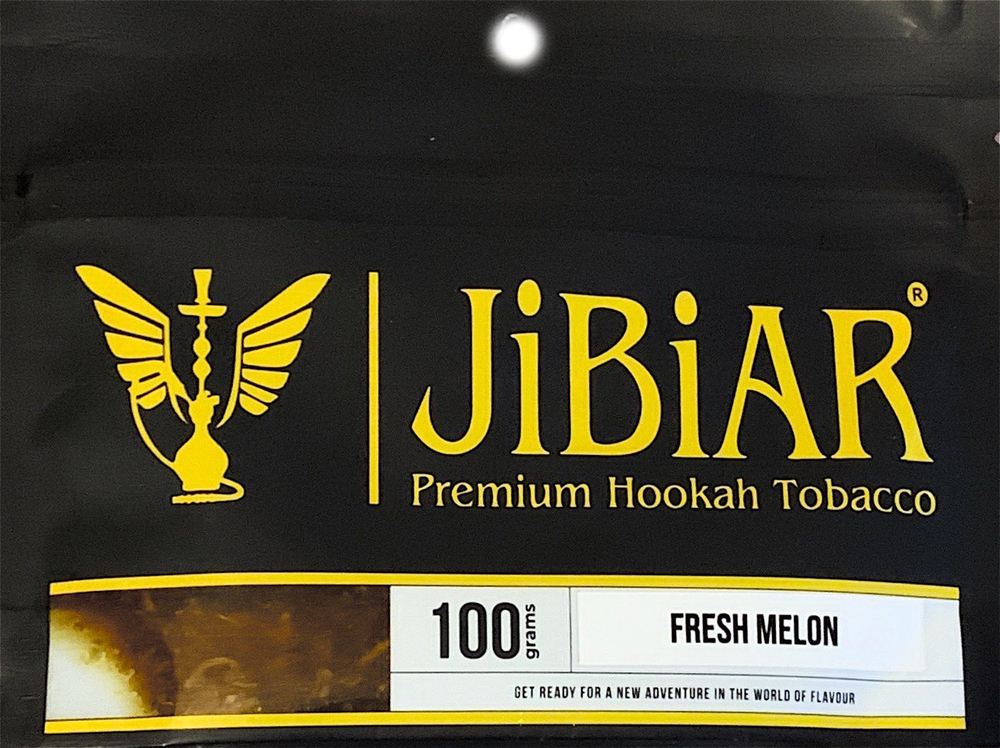 JiBiAR®
Premium Hookah Tobacco
100 grams
FRESH MELON
GET READY FOR A NEW ADVENTURE IN THE WORLD OF FLAVOUR